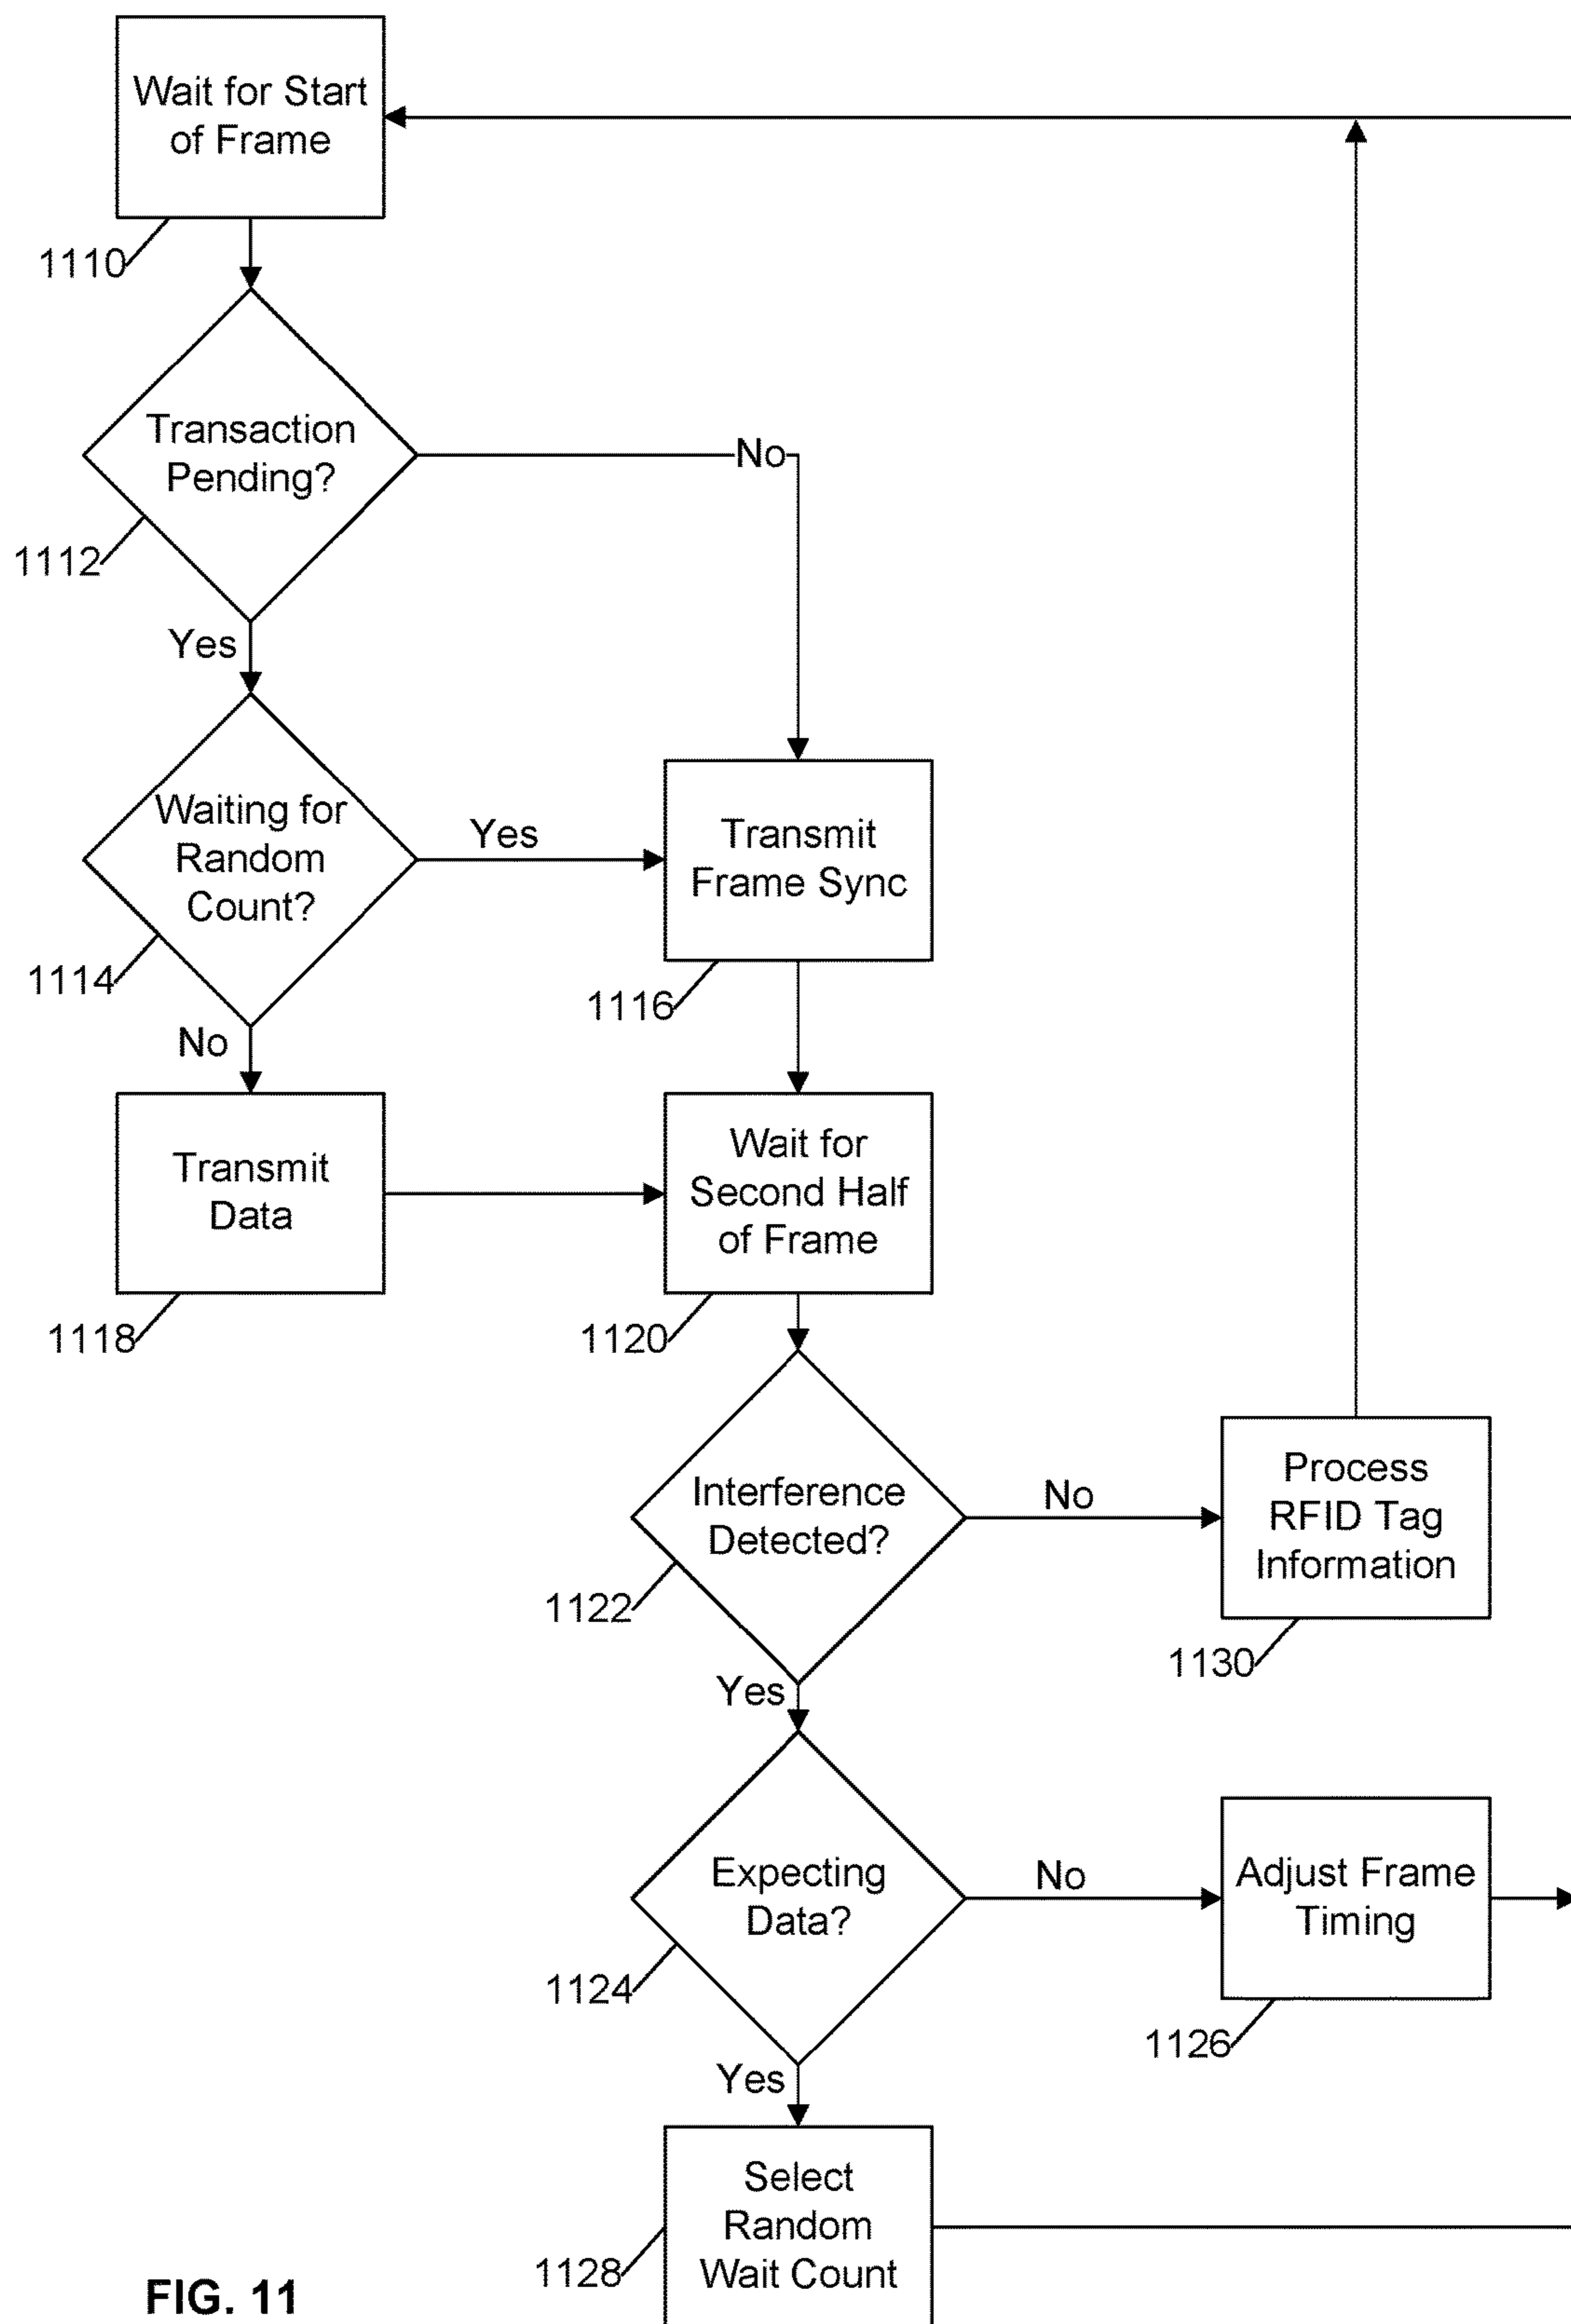 Wait for Start
of Frame
1110
Transaction
Pending?
No
1112
Yes
Waiting for
Random
Count?
Yes
Transmit
Frame Sync
1114
1116
No
Transmit
Data
Wait for
Second Half
of Frame
1118
1120
Interference
Detected?
No
Process
RFID Tag
Information
1122
1130
Yes
Expecting
Data?
No
Adjust Frame
Timing
1124
1126
Yes
Select
Random
Wait Count
1128
FIG. 11